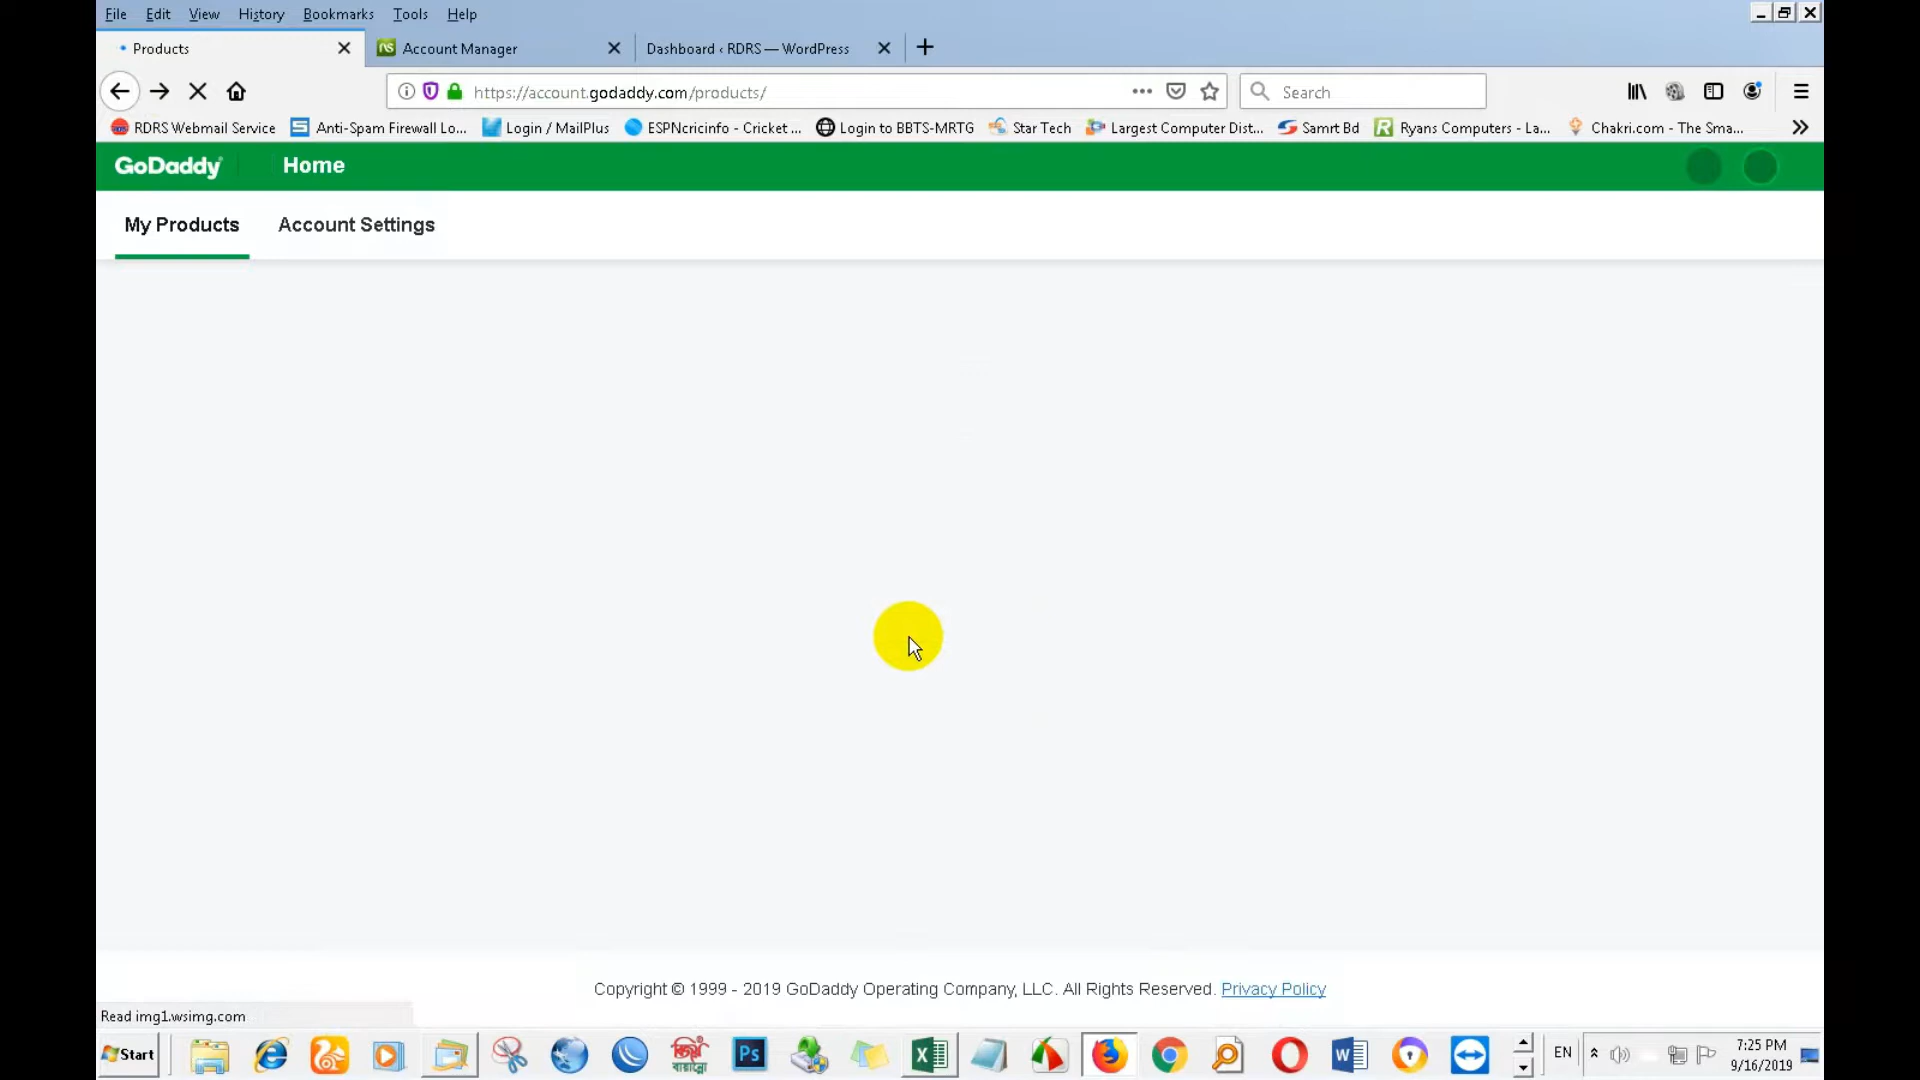 File Edit View History Bookmarks Tools Help
Products Account Manager Dashboard ‹ RDRS — WordPress
https://account.godaddy.com/products/ Search
RDRS Webmail Service Anti-Spam Firewall Lo... Login / MailPlus ESPNcricinfo - Cricket ... Login to BBTS-MRTG Star Tech Largest Computer Dist... Samrt Bd Ryans Computers - La... Chakri.com - The Sma...
GoDaddy Home
My Products Account Settings
Copyright © 1999 - 2019 GoDaddy Operating Company, LLC. All Rights Reserved. Privacy Policy
Read img1.wsimg.com
Start Ps EN 7:25 PM
9/16/2019